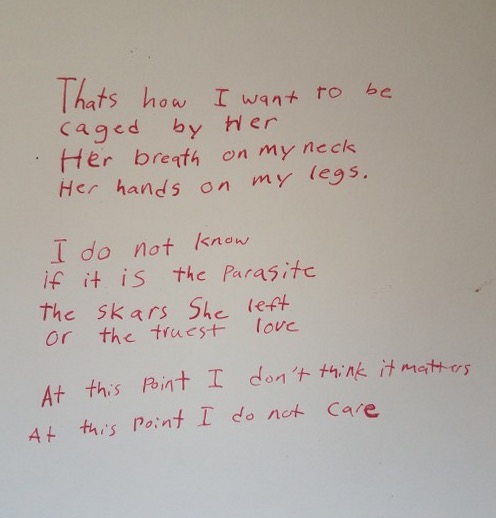 Thats how I want to be
caged by Her
Her breath on my neck
Her hands on my legs.
I do not know
if it is the Parasite
the skars She left
or the truest love
At this Point I don't think it matters
At this Point I do not care